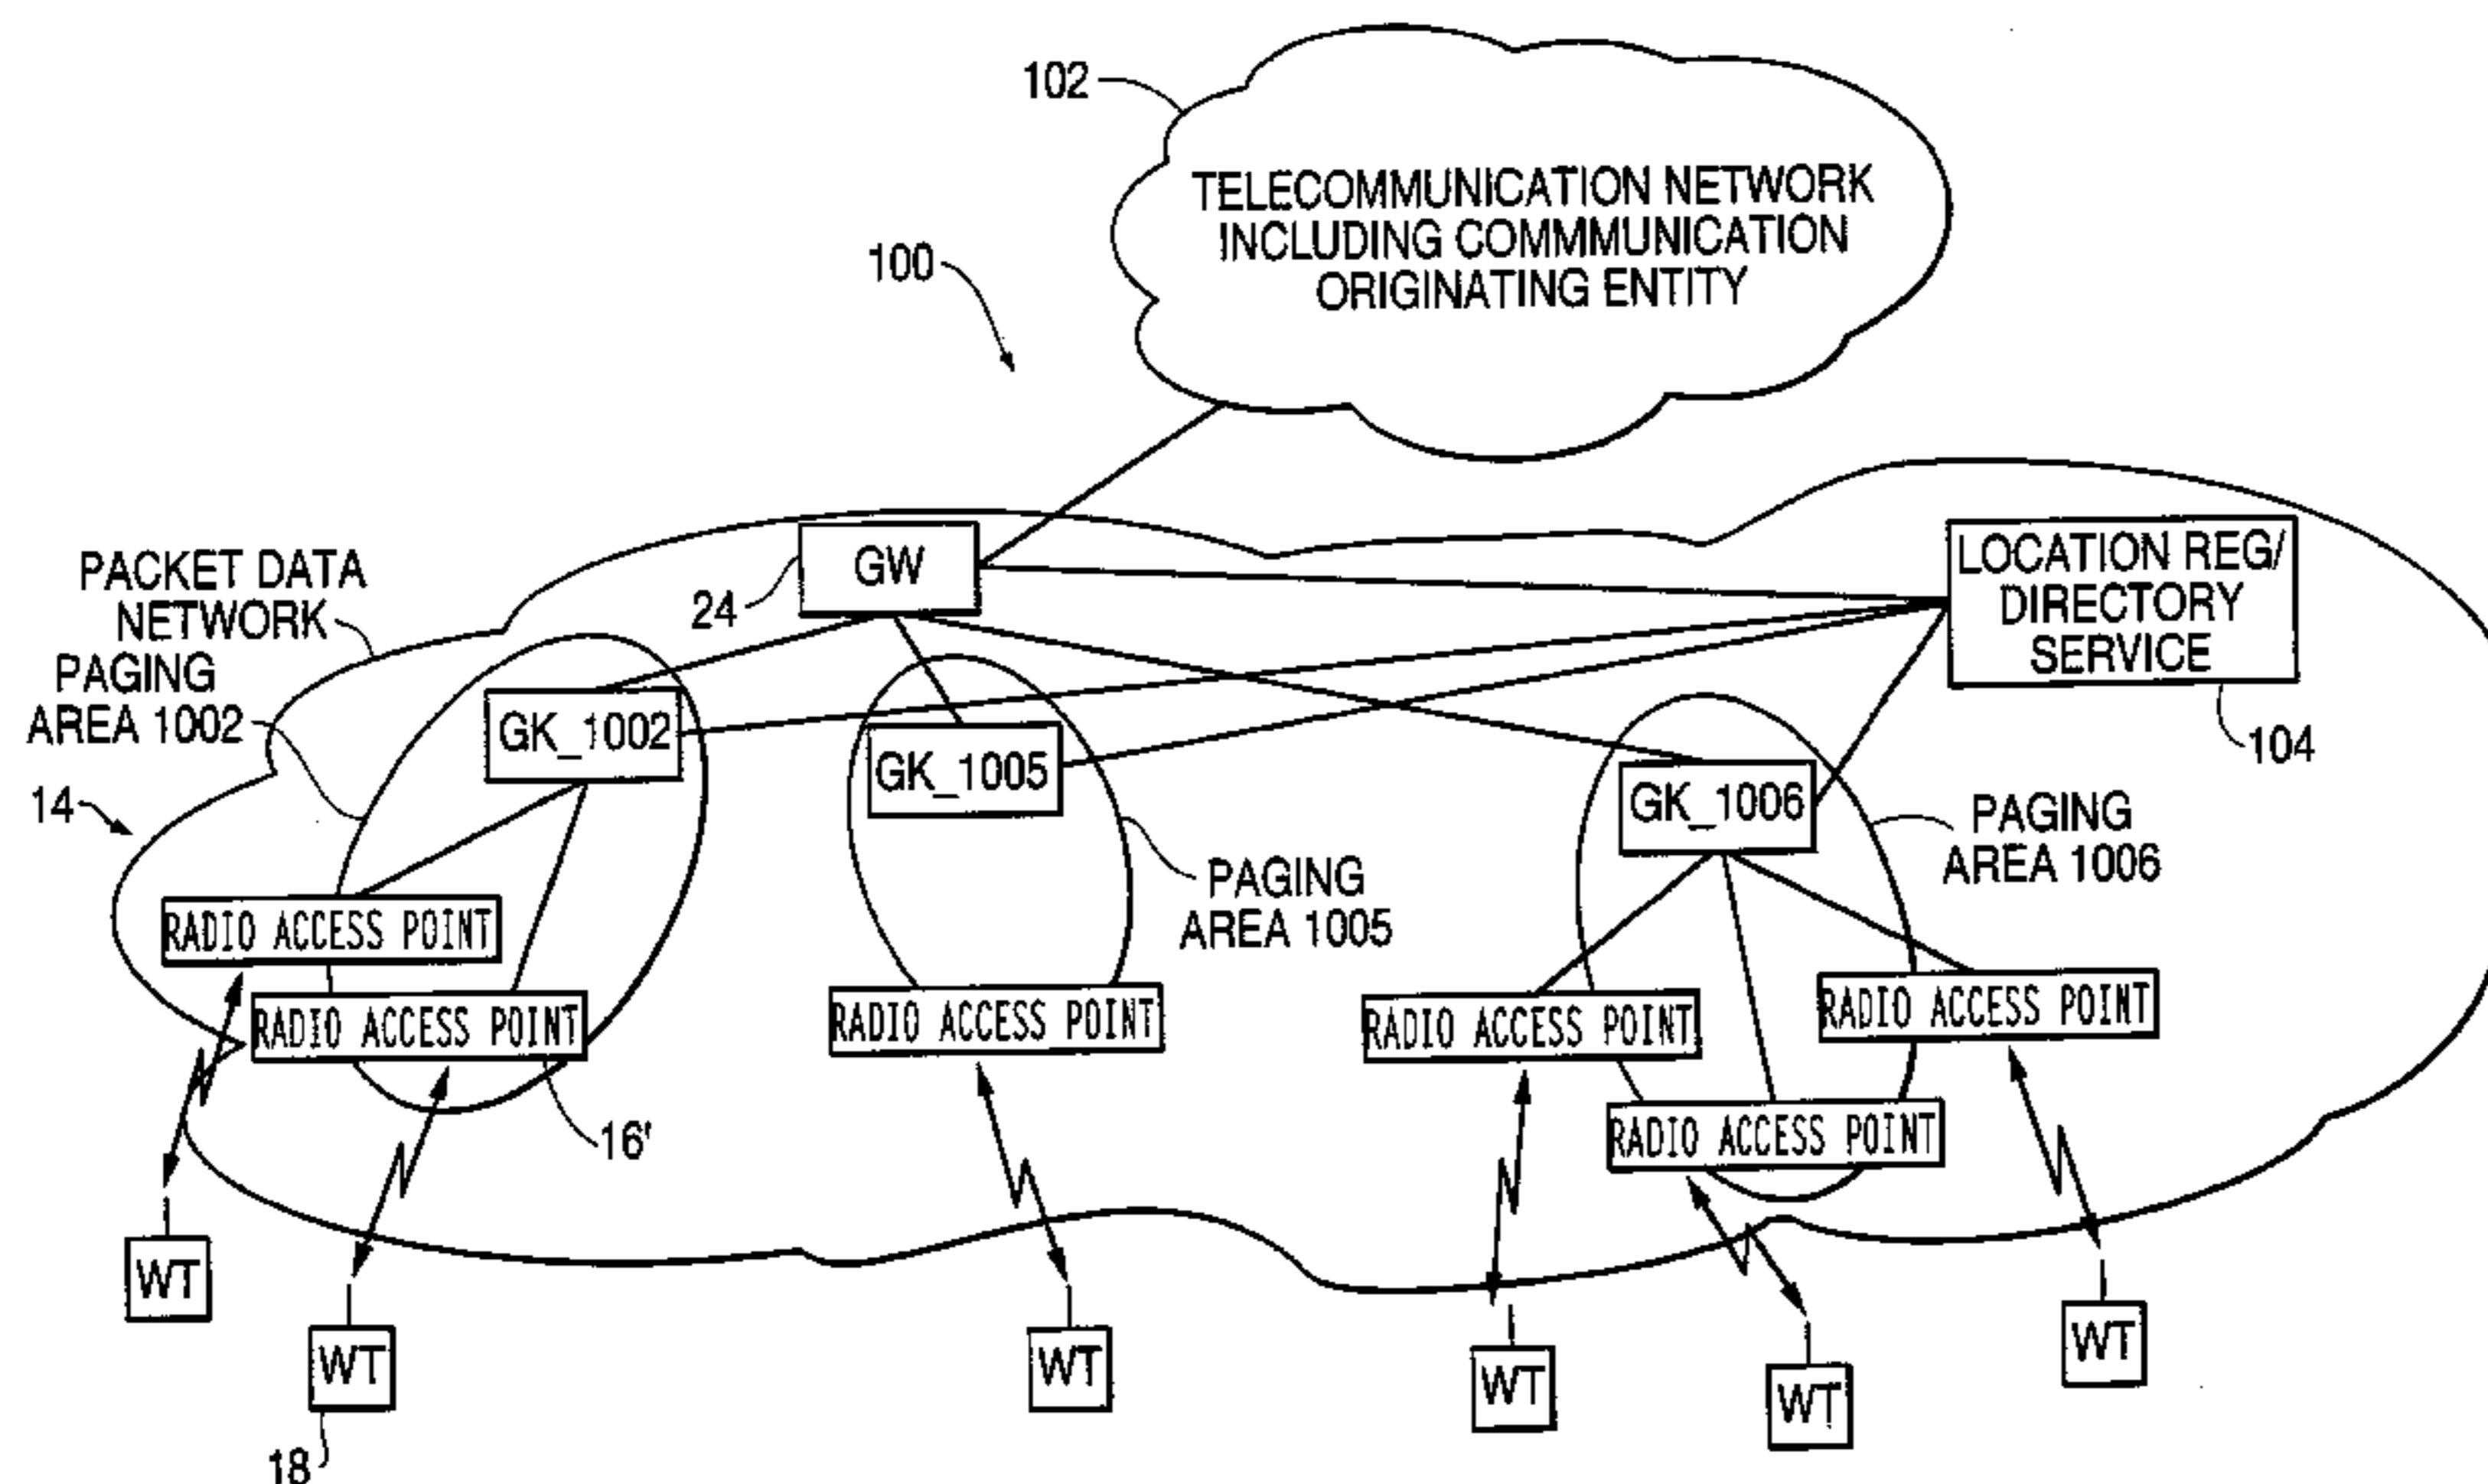 102
TELECOMMUNICATION NETWORK
INCLUDING COMMMUNICATION
ORIGINATING ENTITY
100
PACKET DATA
NETWORK
24
GW
LOCATION REG/
DIRECTORY
SERVICE
104
PAGING
AREA 1002
GK_1002
GK_1005
GK_1006
14
PAGING
AREA 1005
PAGING
AREA 1006
RADIO ACCESS POINT
RADIO ACCESS POINT
RADIO ACCESS POINT
RADIO ACCESS POINT
RADIO ACCESS POINT
RADIO ACCESS POINT
16'
WT
WT
WT
WT
WT
WT
18